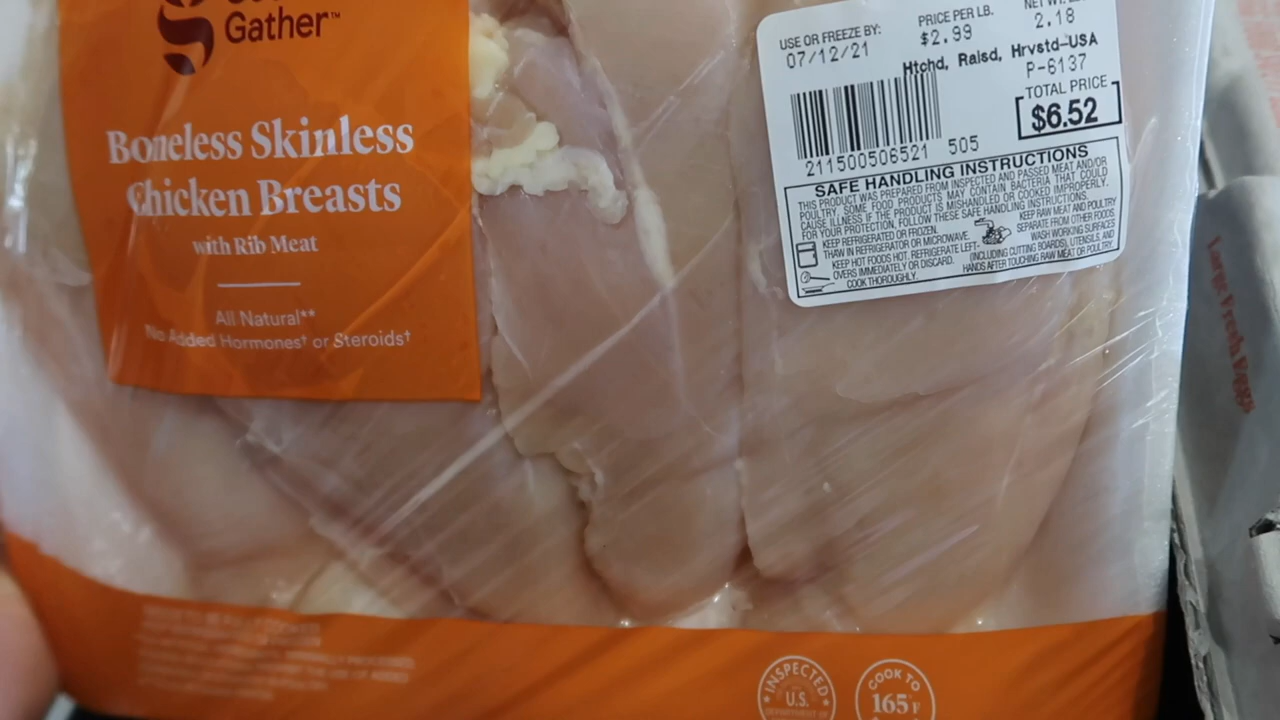 Gather™
Boneless Skinless
Chicken Breasts
with Rib Meat
All Natural**
No Added Hormones† or Steroids†
USE OR FREEZE BY:
07/12/21
PRICE PER LB.
$2.99
NET WT.
2.18
Htchd, Raisd, Hrvstd-USA
P-6137
TOTAL PRICE
$6.52
211500506521 505
SAFE HANDLING INSTRUCTIONS
THIS PRODUCT WAS PREPARED FROM INSPECTED AND PASSED MEAT AND/OR
POULTRY. SOME FOOD PRODUCTS MAY CONTAIN BACTERIA THAT COULD
CAUSE ILLNESS IF THE PRODUCT IS MISHANDLED OR COOKED IMPROPERLY.
FOR YOUR PROTECTION, FOLLOW THESE SAFE HANDLING INSTRUCTIONS.
KEEP REFRIGERATED OR FROZEN.
THAW IN REFRIGERATOR OR MICROWAVE.
KEEP HOT FOODS HOT. REFRIGERATE LEFT-
OVERS IMMEDIATELY OR DISCARD.
COOK THOROUGHLY.
KEEP RAW MEAT AND POULTRY
SEPARATE FROM OTHER FOODS.
WASH WORKING SURFACES
(INCLUDING CUTTING BOARDS), UTENSILS, AND
HANDS AFTER TOUCHING RAW MEAT OR POULTRY.
Large Fresh Eggs
INSPECTED
U.S.
DEPARTMENT OF
COOK TO
165°F